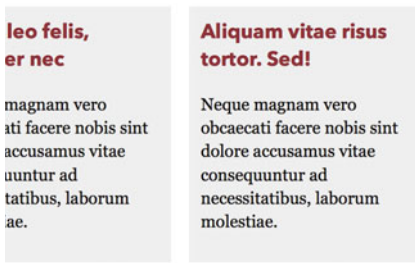 leo felis,
nec
magnam vero
facere nobis sint
accusamus vitae
ad
laborum
Aliquam vitae risus
tortor. Sed!
Neque magnam vero
obcaecati facere nobis sint
dolore accusamus vitae
consequuntur ad
necessitatibus, laborum
molestiae.